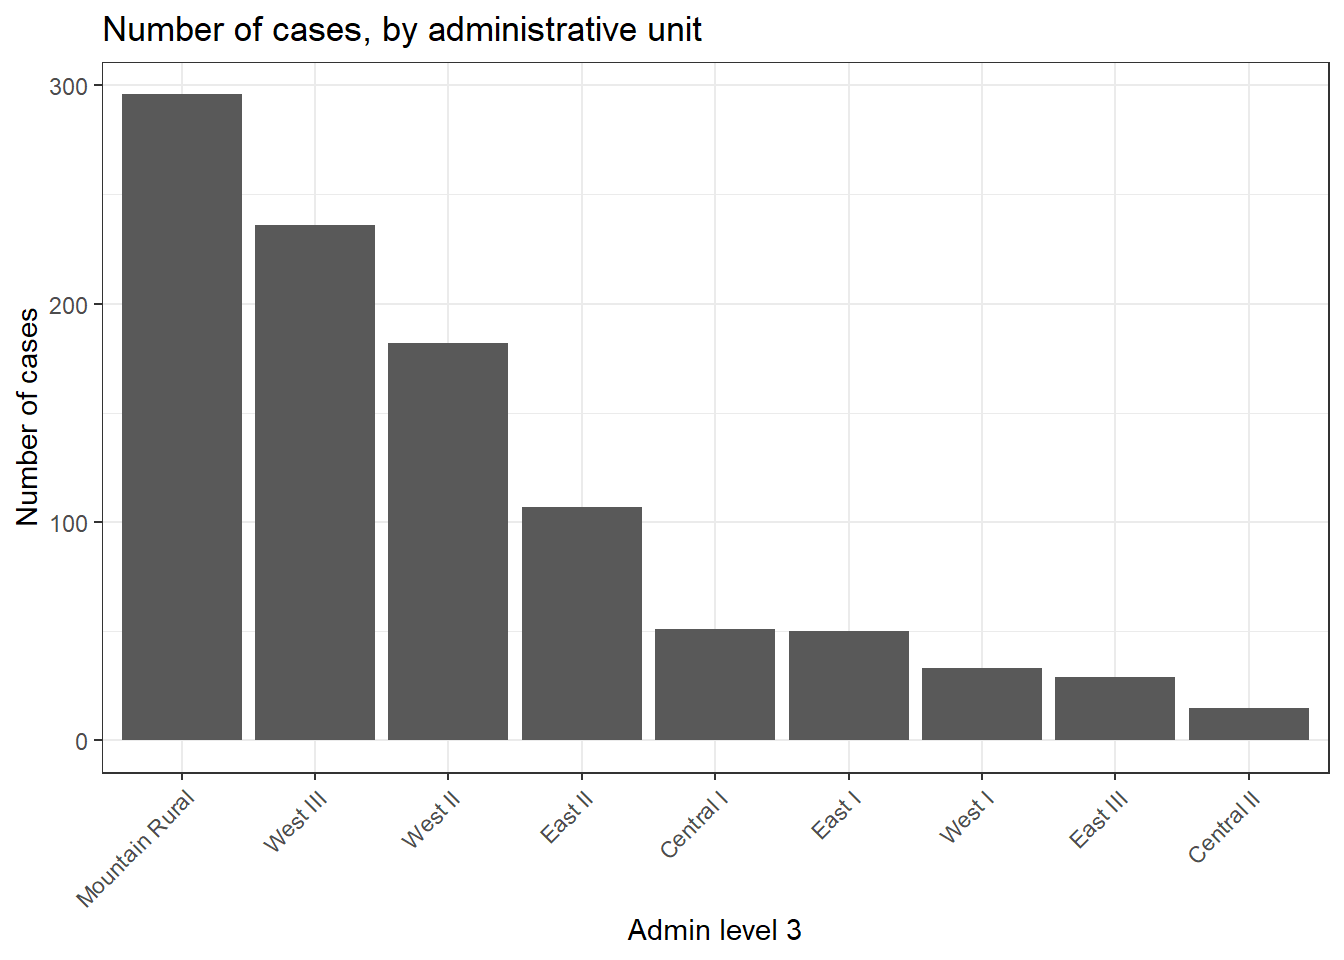 Number of cases, by administrative unit
Number of cases
300
200
100
0
Mountain Rural
West III
West II
East II
Central I
East I
West I
East III
Central II
Admin level 3